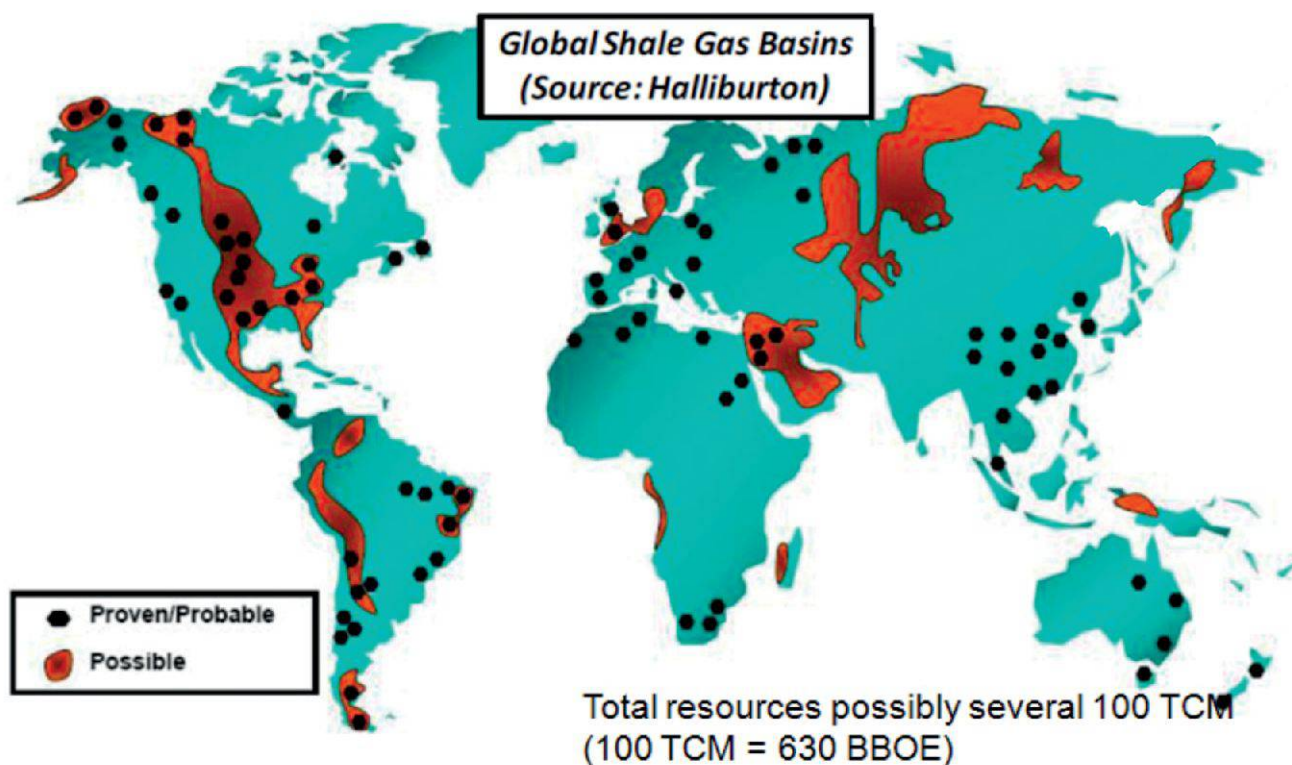 Global Shale Gas Basins
(Source: Halliburton)
Proven/Probable
Possible
Total resources possibly several 100 TCM
(100 TCM = 630 BBOE)